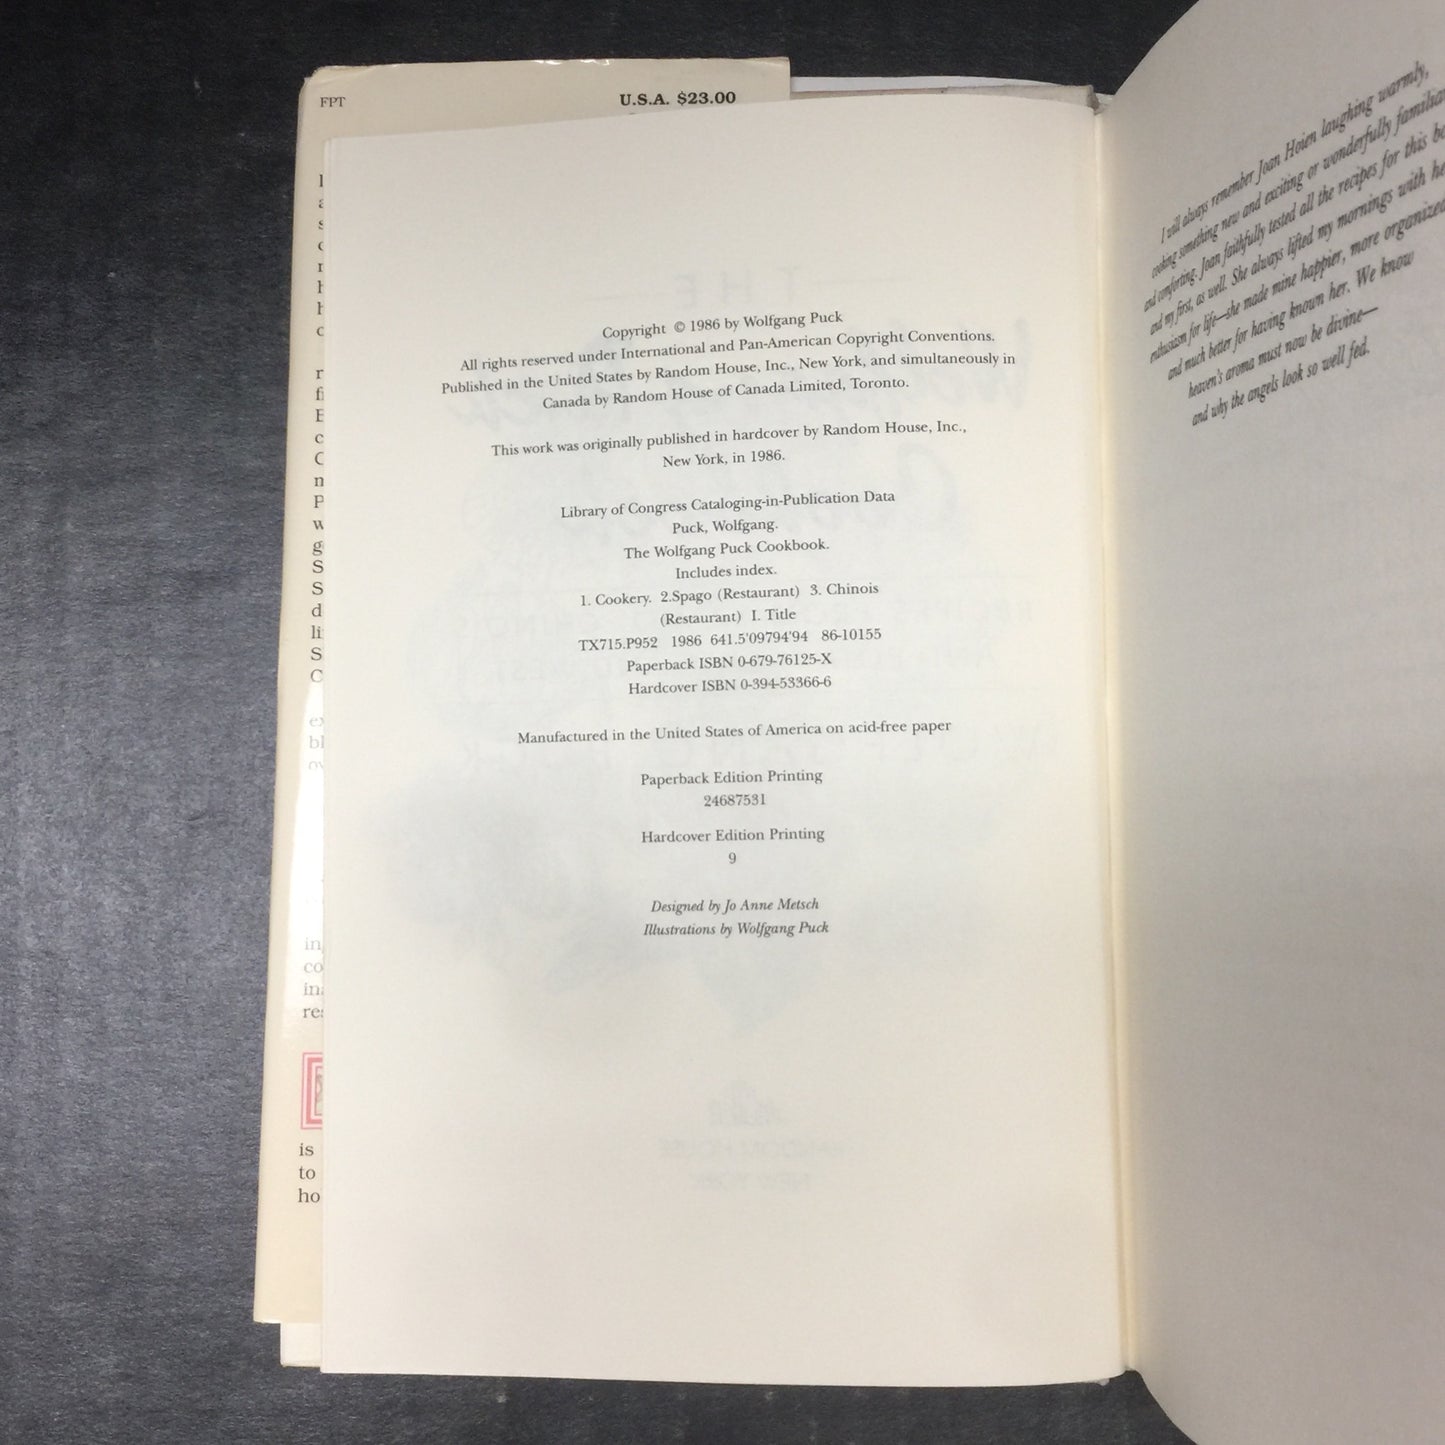 FPT
U.S.A. $23.00
is
to
ho
Copyright © 1986 by Wolfgang Puck
All rights reserved under International and Pan-American Copyright Conventions.
Published in the United States by Random House, Inc., New York, and simultaneously in
Canada by Random House of Canada Limited, Toronto.
This work was originally published in hardcover by Random House, Inc.,
New York, in 1986.
Library of Congress Cataloging-in-Publication Data
Puck, Wolfgang.
The Wolfgang Puck Cookbook.
Includes index.
1. Cookery. 2.Spago (Restaurant) 3. Chinois
(Restaurant) I. Title
TX715.P952 1986 641.5'09794'94 86-10155
Paperback ISBN 0-679-76125-X
Hardcover ISBN 0-394-53366-6
Manufactured in the United States of America on acid-free paper
Paperback Edition Printing
24687531
Hardcover Edition Printing
9
Designed by Jo Anne Metsch
Illustrations by Wolfgang Puck
I will always remember Joan Hoien laughing warmly,
cooking something new and exciting or wonderfully familiar
and comforting. Joan faithfully tested all the recipes for this bo
and my first, as well. She always lifted my mornings with he
enthusiasm for life—she made mine happier, more organized
and much better for having known her. We know
heaven's aroma must now be divine—
and why the angels look so well fed.